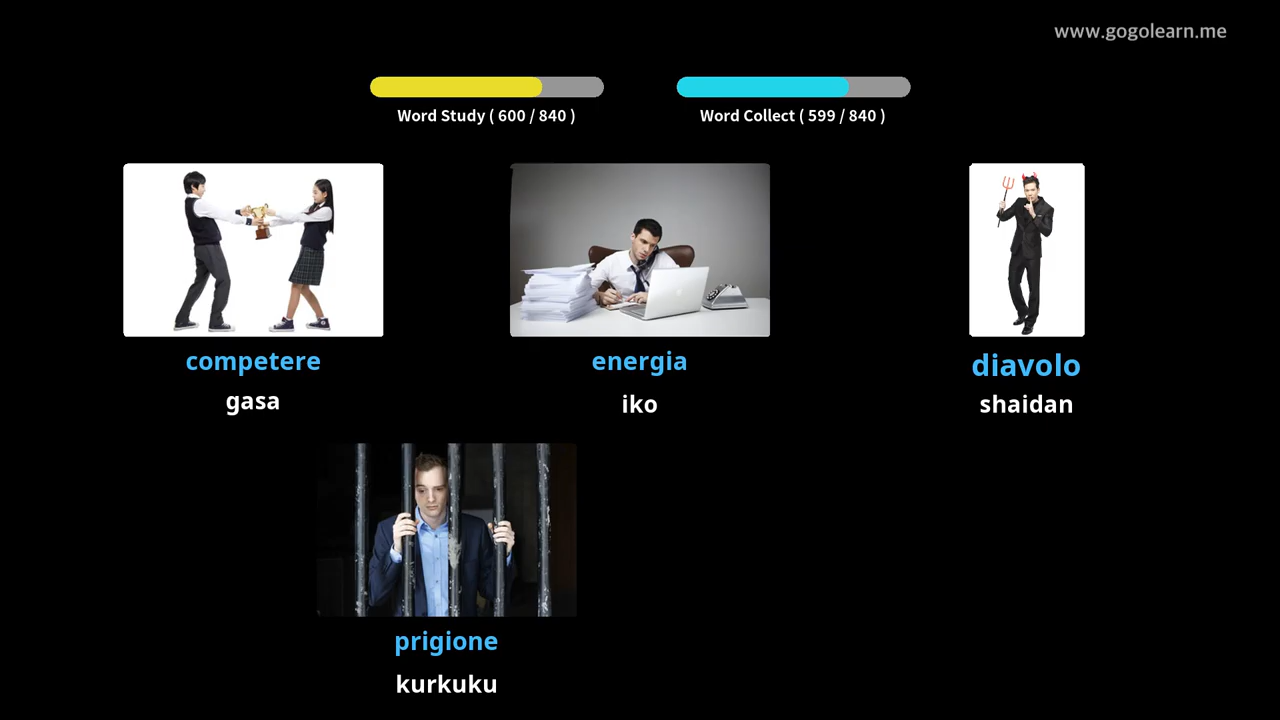 www.gogolearn.me
Word Study ( 600 / 840 )
Word Collect ( 599 / 840 )
competere
gasa
energia
iko
diavolo
shaidan
prigione
kurkuku